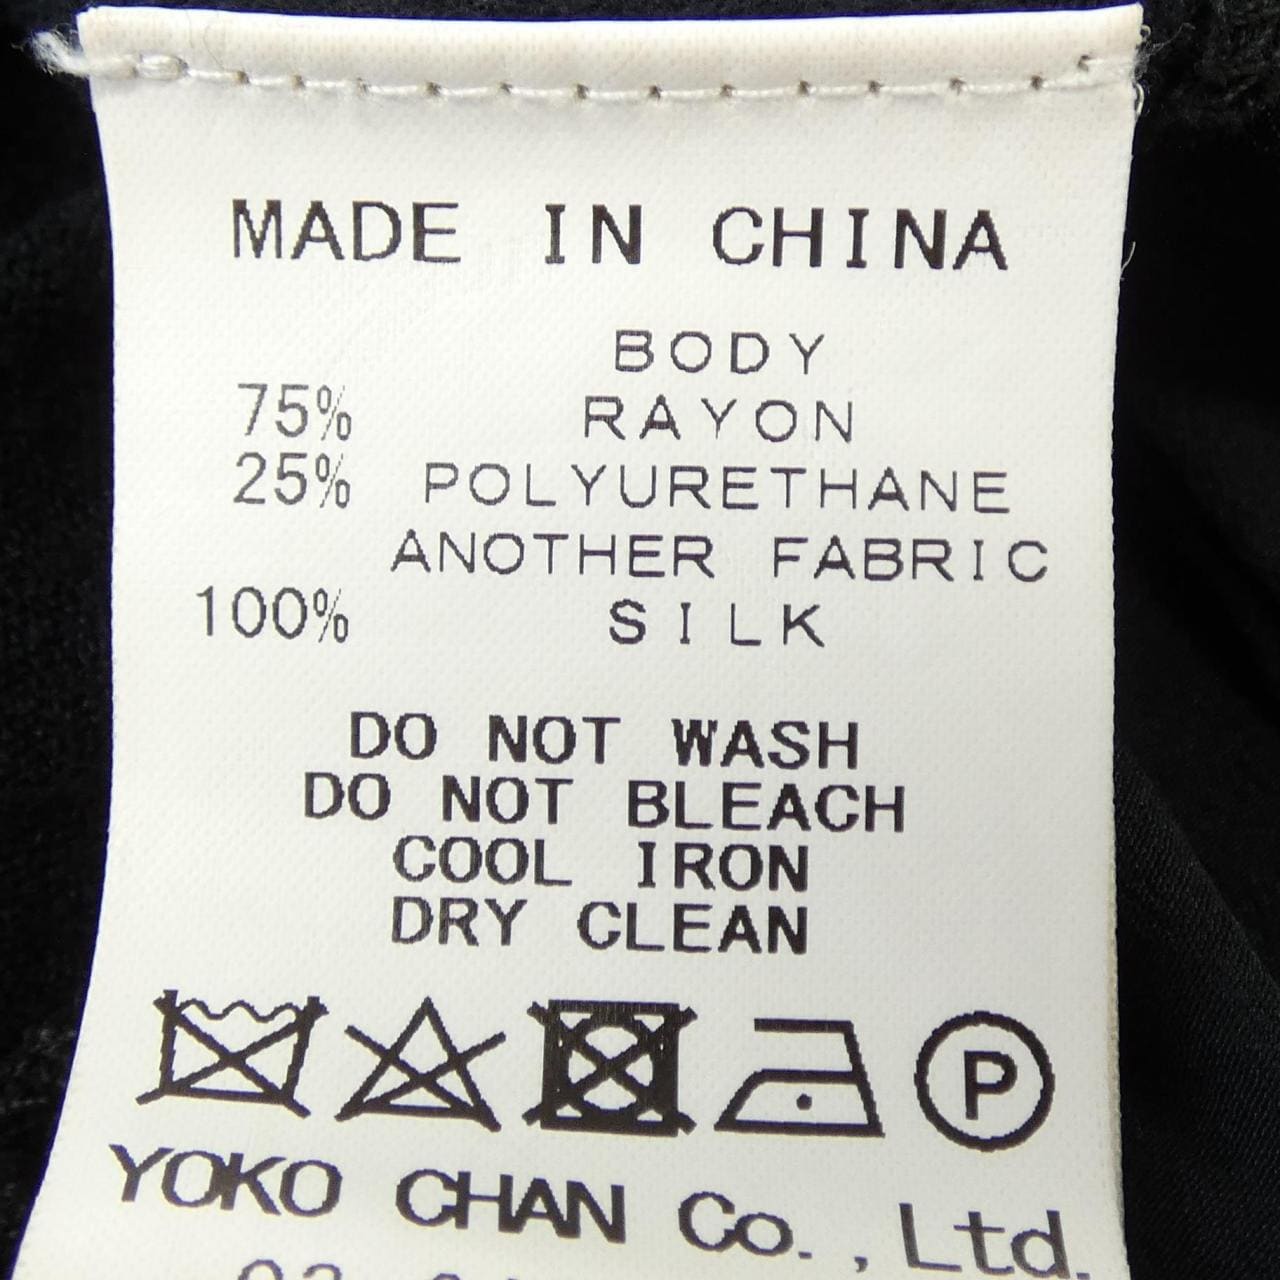 MADE IN CHINA
BODY
75% RAYON
25% POLYURETHANE
ANOTHER FABRIC
100% SILK
DO NOT WASH
DO NOT BLEACH
COOL IRON
DRY CLEAN
P
YOKO CHAN Co., Ltd.